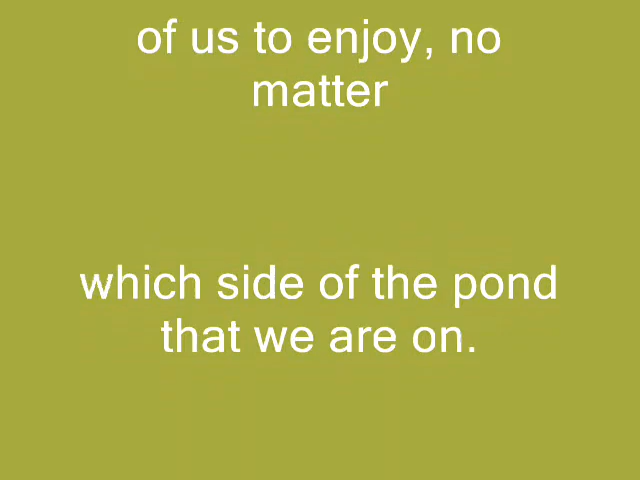 of us to enjoy, no
matter
which side of the pond
that we are on.